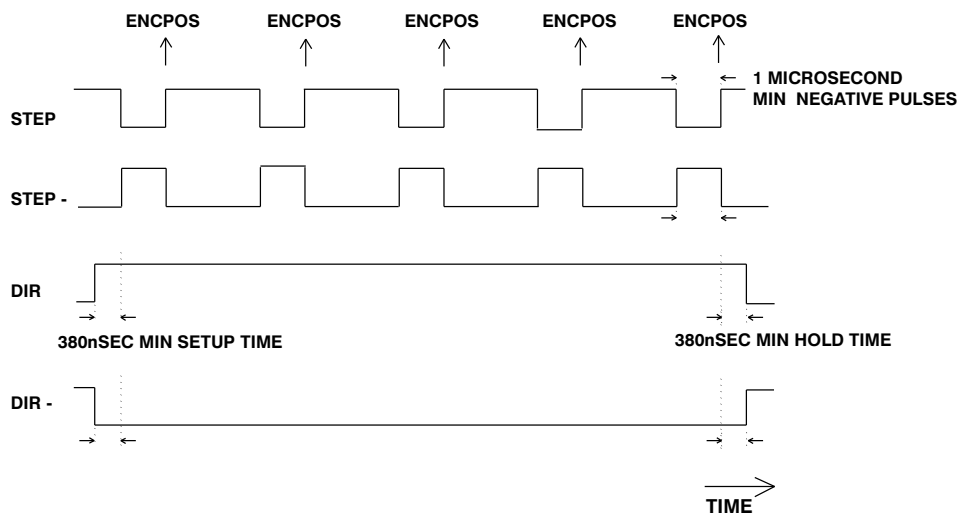 ENCPOS ENCPOS ENCPOS ENCPOS ENCPOS
1 MICROSECOND
MIN NEGATIVE PULSES
STEP
STEP -
DIR
380nSEC MIN SETUP TIME 380nSEC MIN HOLD TIME
DIR -
TIME